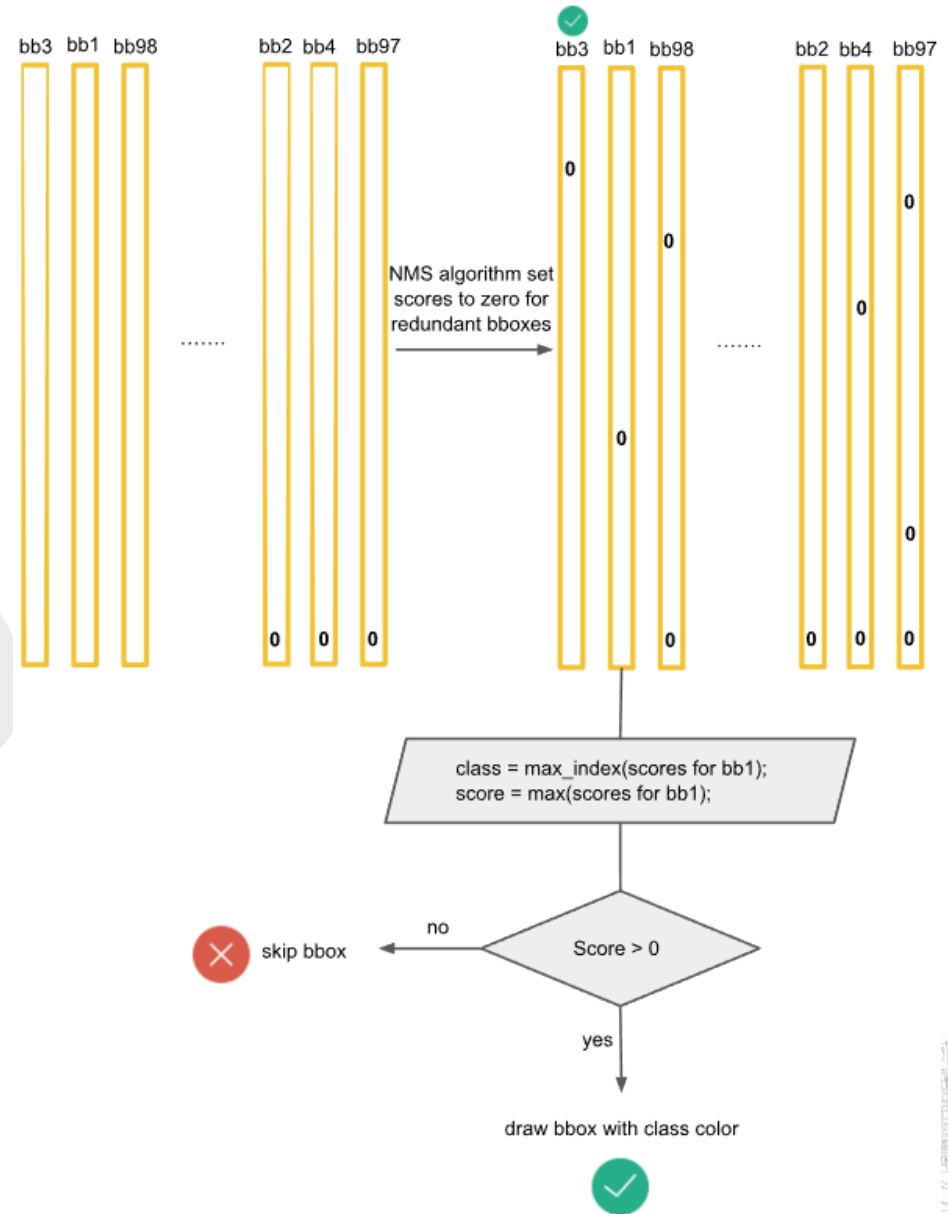 bb3 bb1 bb98 bb2 bb4 bb97 bb3 bb1 bb98 bb2 bb4 bb97
0
0
0
NMS algorithm set
scores to zero for
redundant bboxes
0
....... .......
0
0
0 0 0 0 0 0 0
class = max_index(scores for bb1);
score = max(scores for bb1);
no
skip bbox
Score > 0
yes
draw bbox with class color